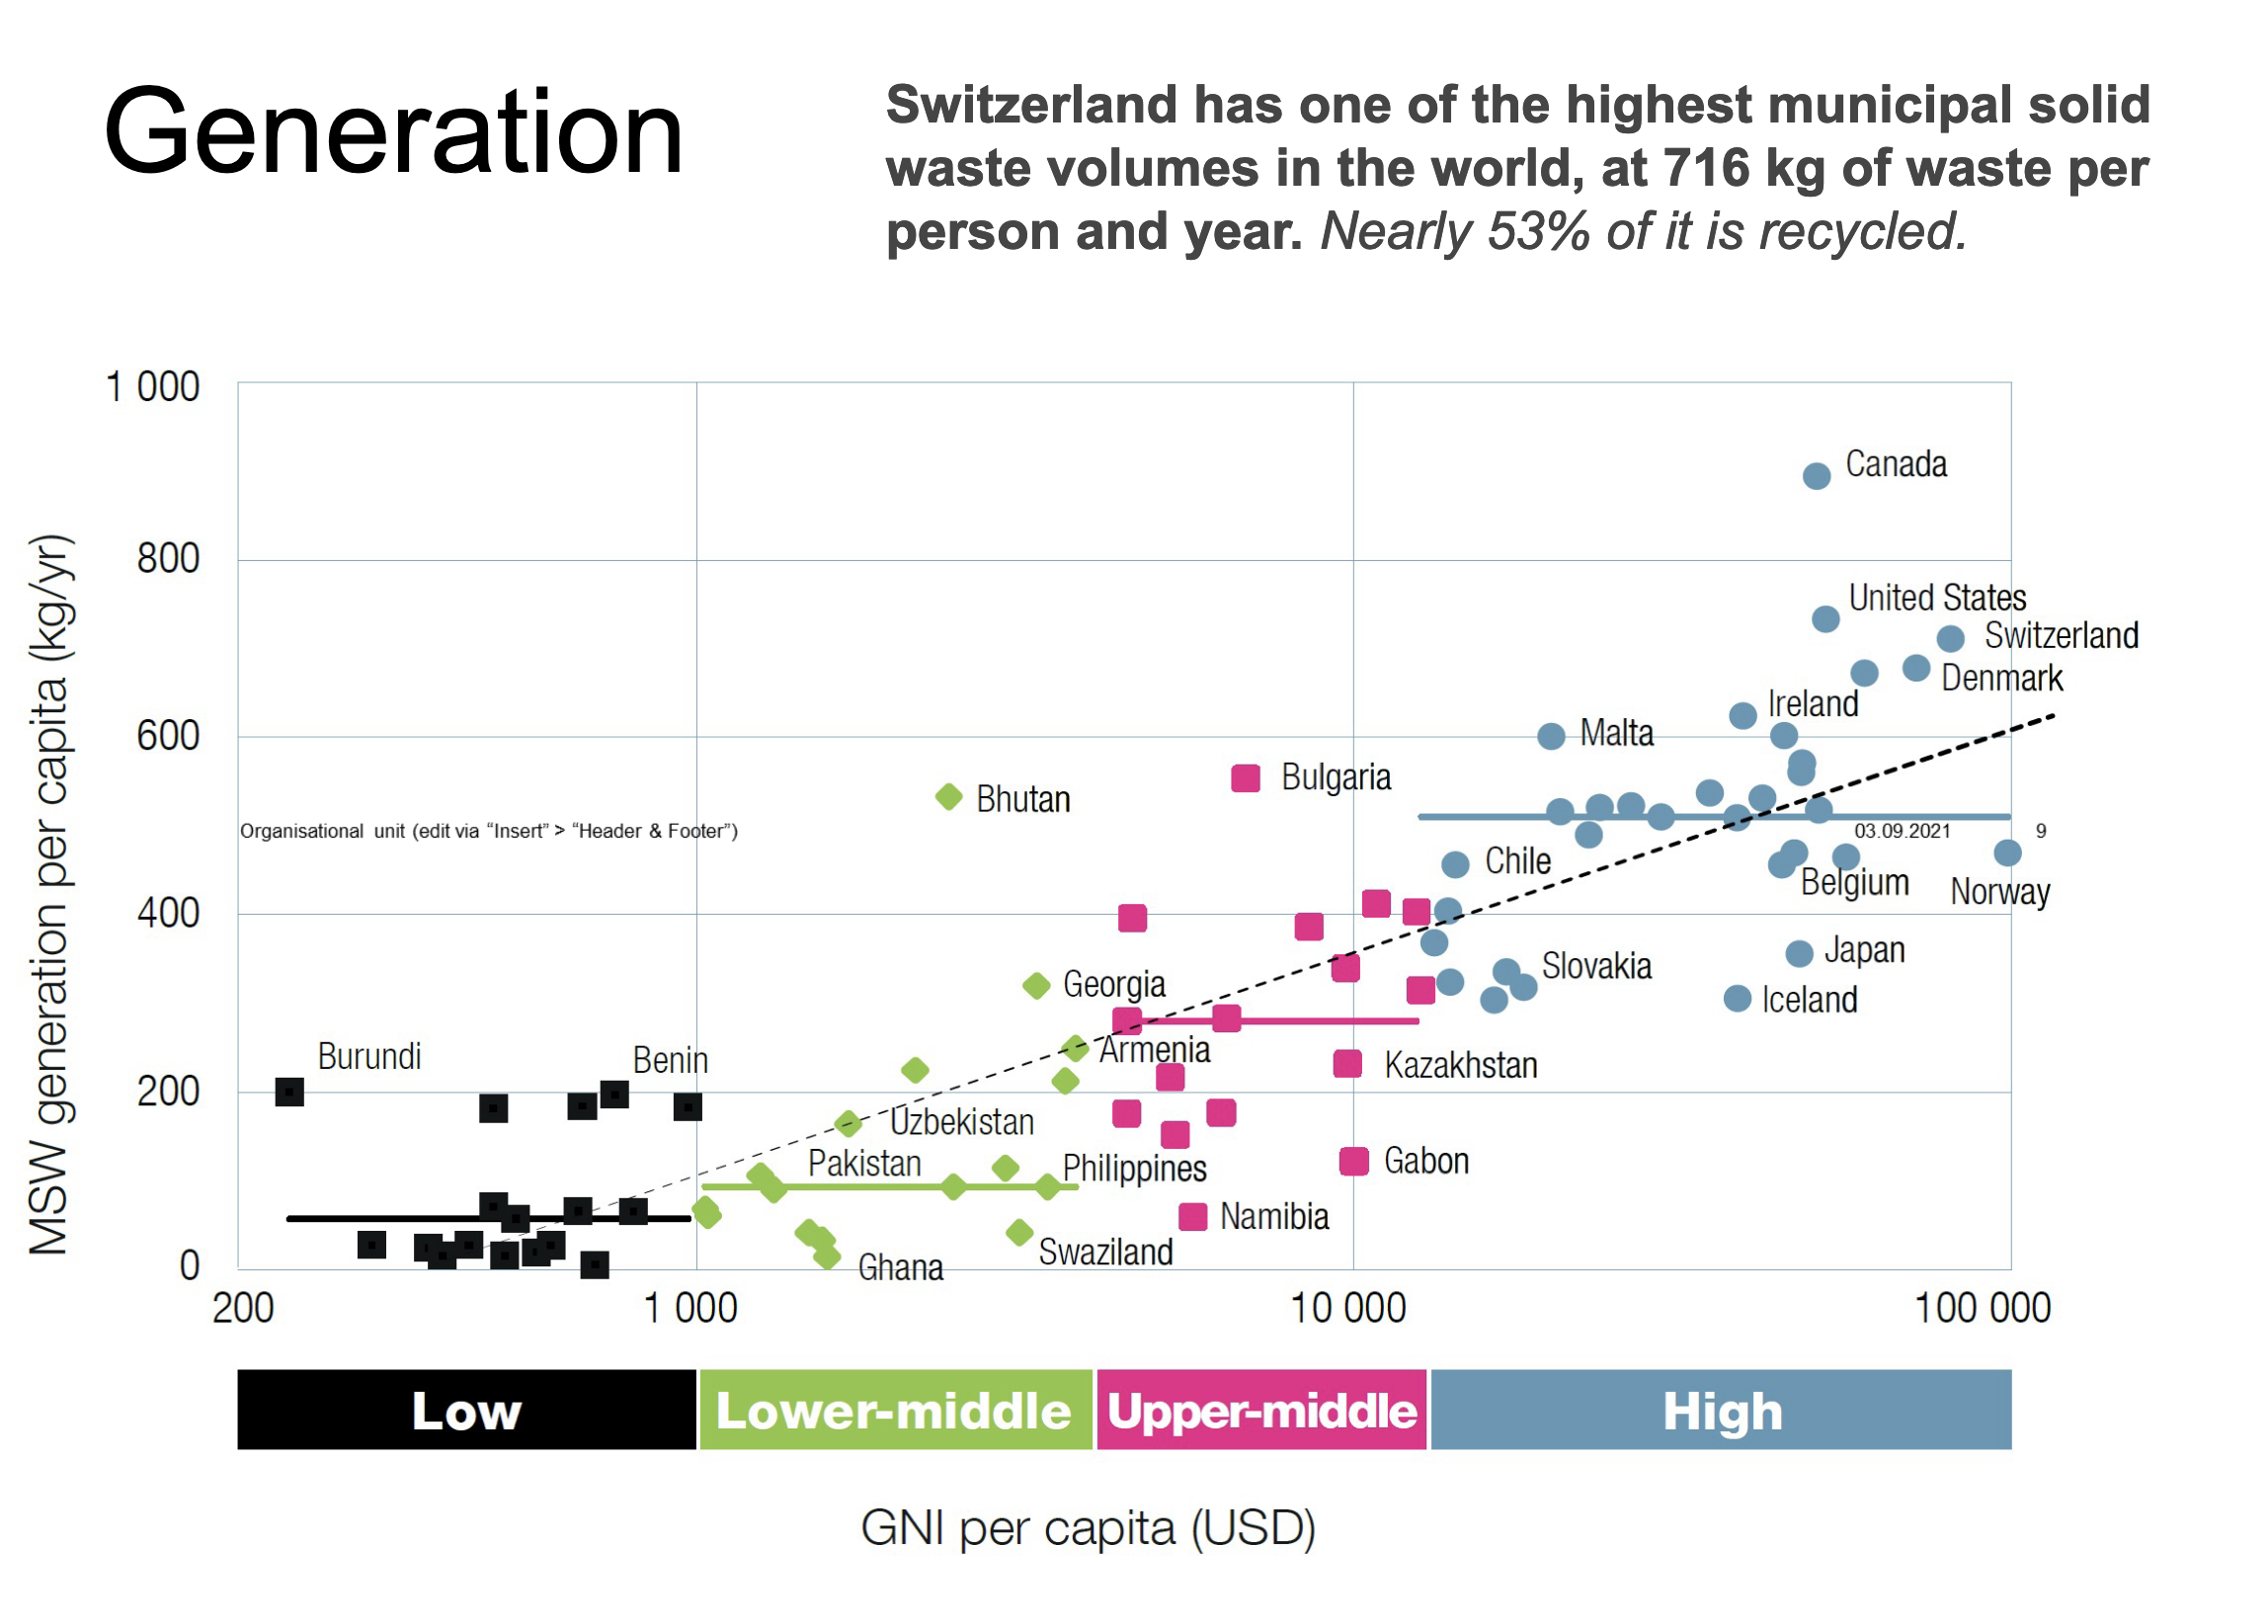 Generation
Switzerland has one of the highest municipal solid
waste volumes in the world, at 716 kg of waste per
person and year. Nearly 53% of it is recycled.
MSW generation per capita (kg/yr)
1 000
800
600
400
200
0
Canada
United States
Switzerland
Denmark
Ireland
Malta
Bulgaria
Bhutan
Organisational unit (edit via “Insert” > “Header & Footer”)
03.09.2021
9
Chile
Belgium
Norway
Japan
Slovakia
Georgia
Iceland
Burundi
Benin
Armenia
Kazakhstan
Uzbekistan
Pakistan
Philippines
Gabon
Namibia
Swaziland
Ghana
200
1 000
10 000
100 000
Low
Lower-middle
Upper-middle
High
GNI per capita (USD)